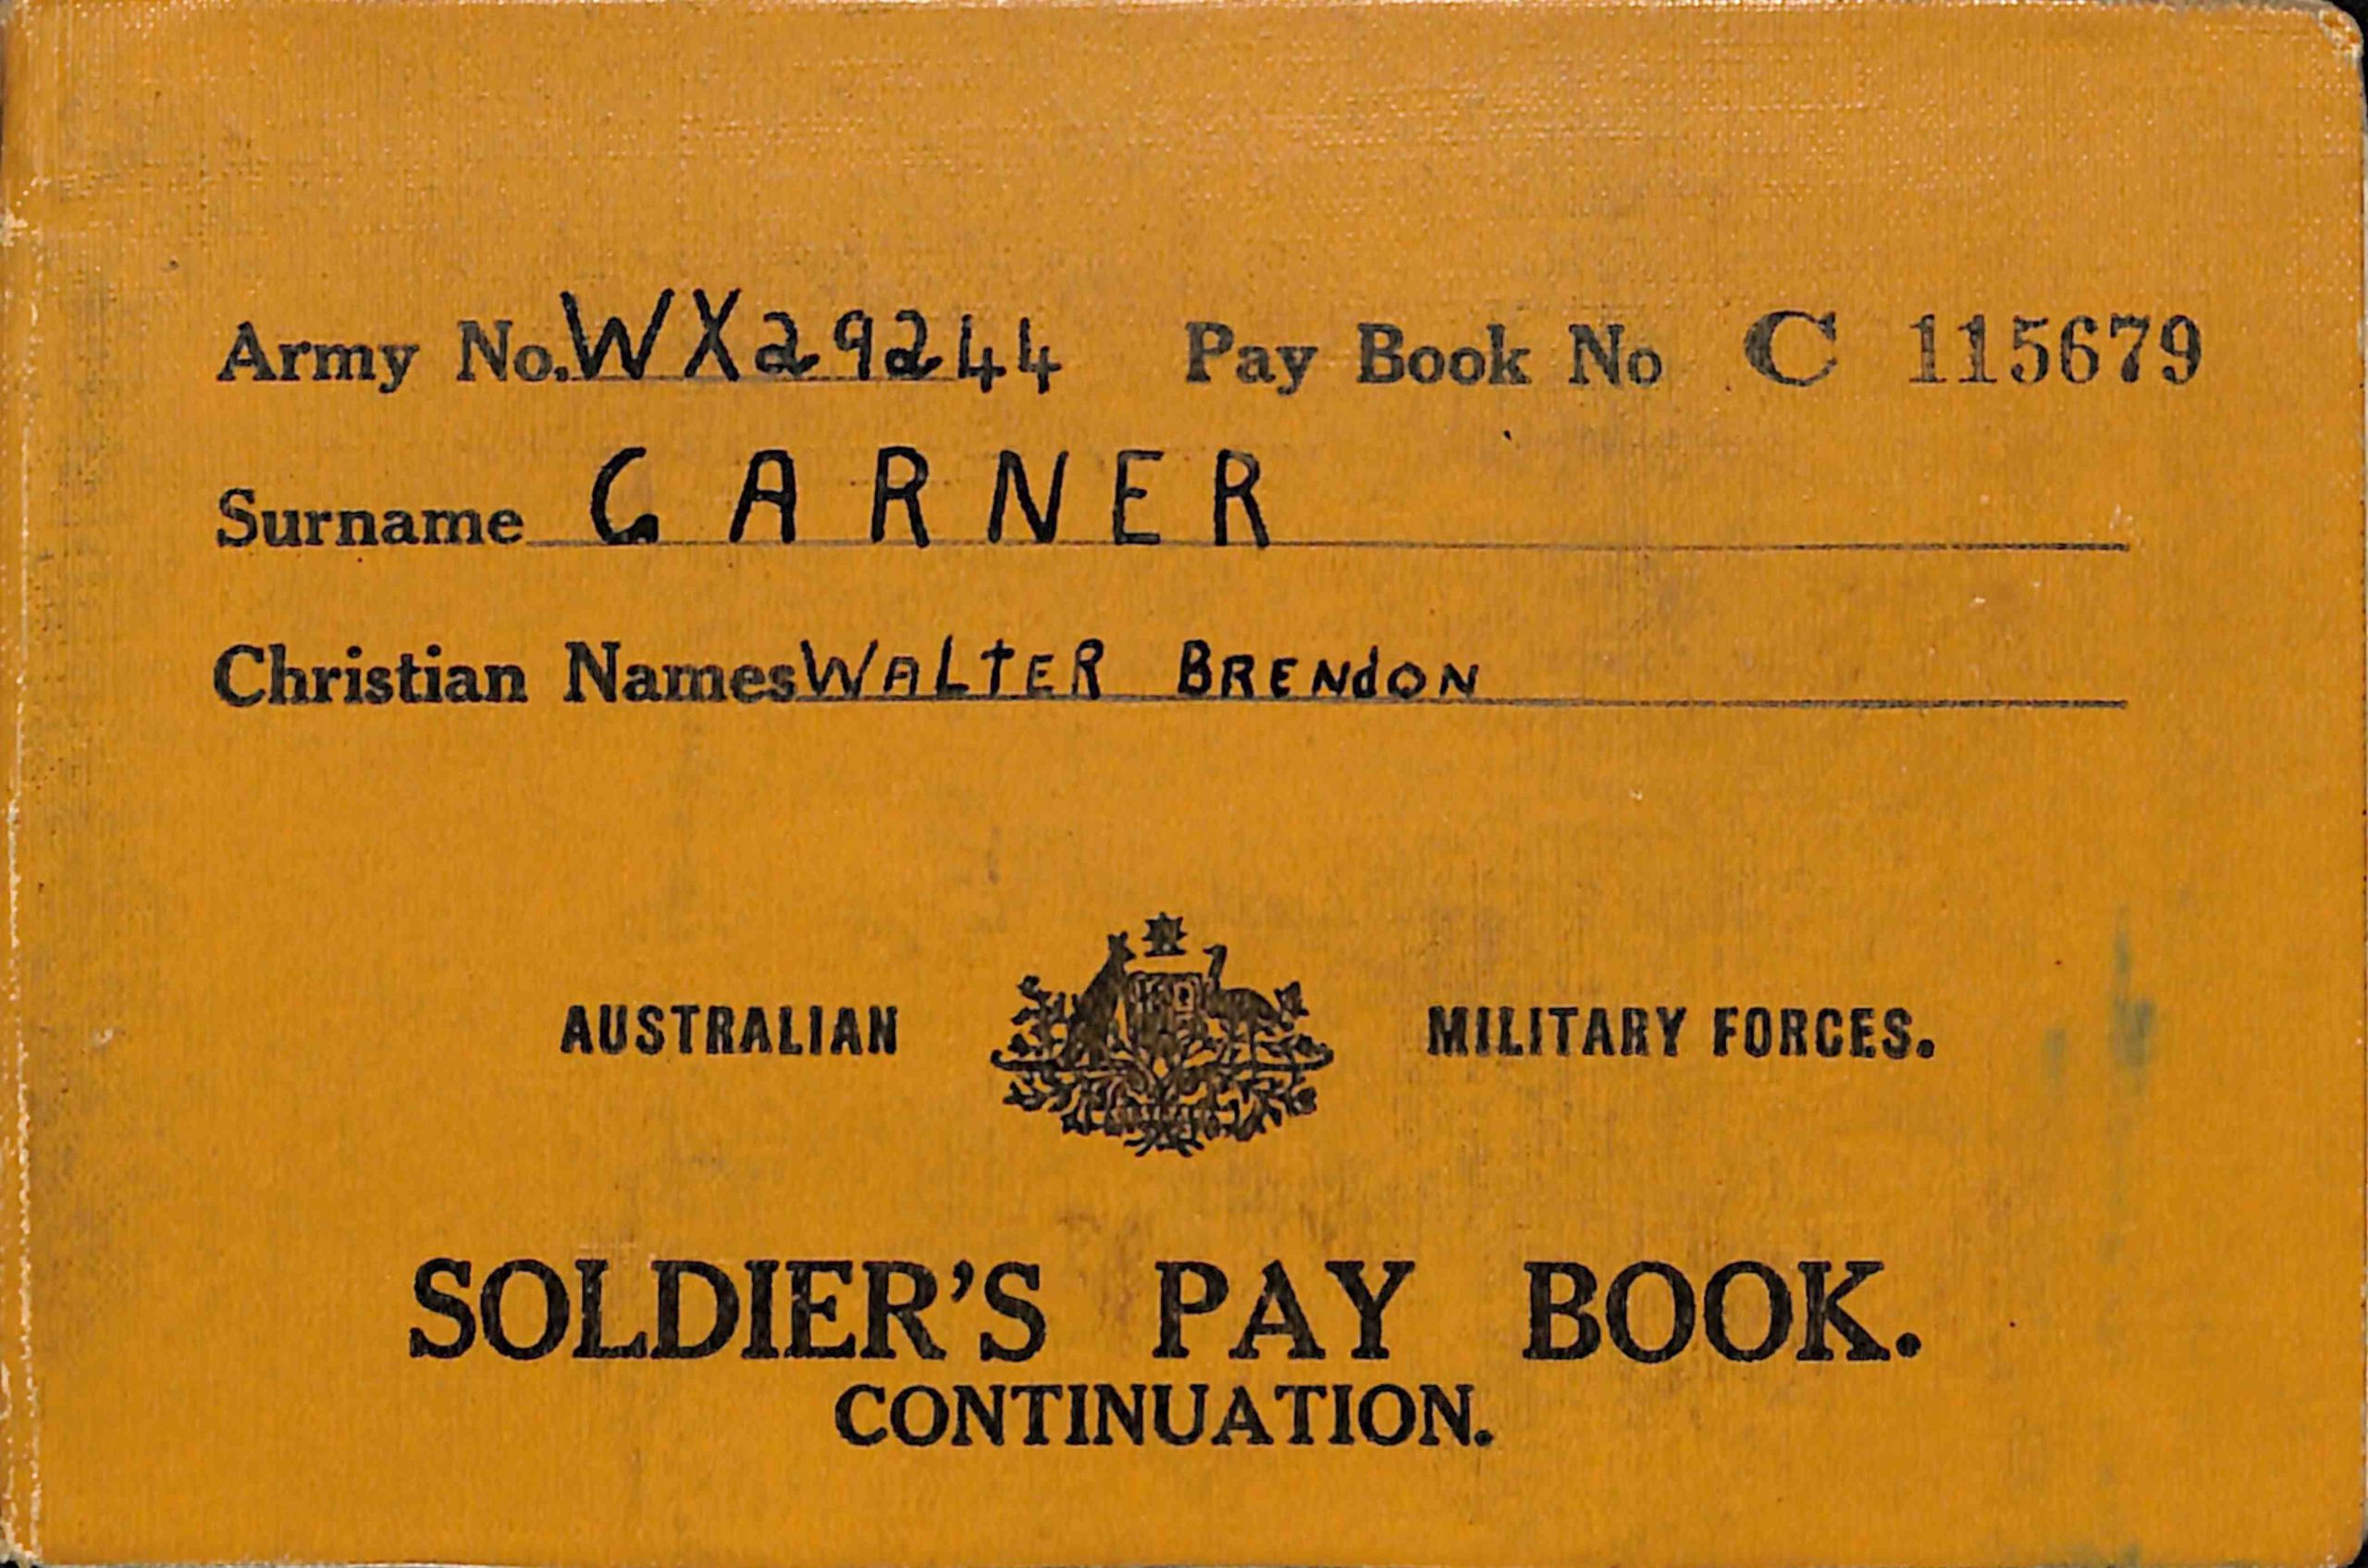 Army No. WX29244 Pay Book No C 115679
Surname GARNER
Christian Names WALTER BRENdON
AUSTRALIAN MILITARY FORCES.
SOLDIER'S PAY BOOK.
CONTINUATION.